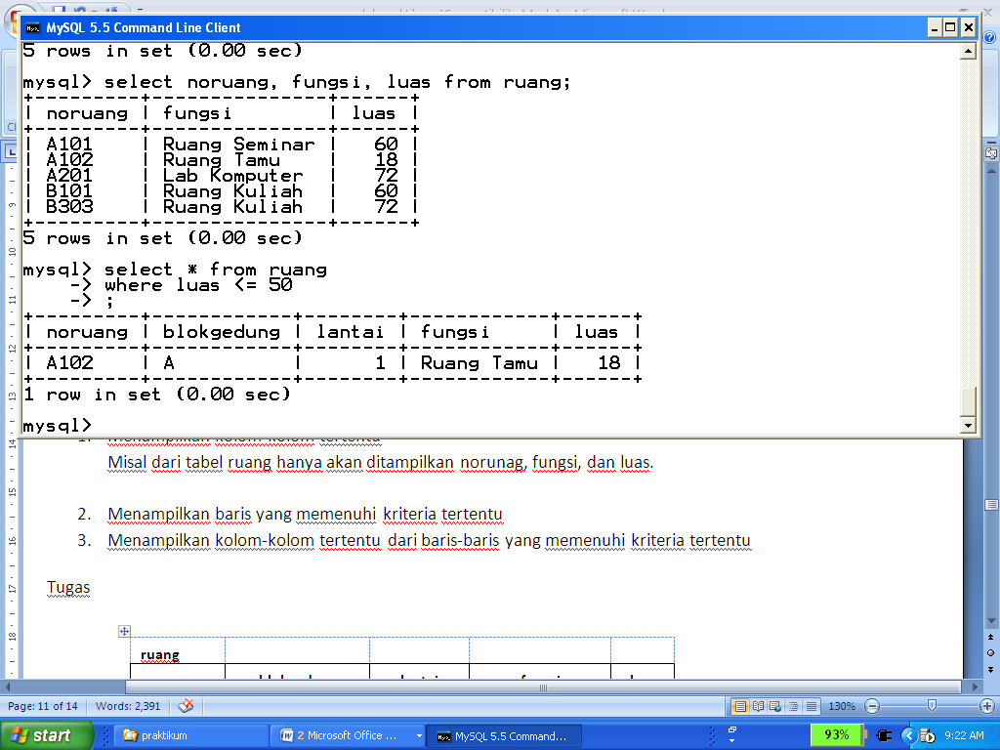 MySQL 5.5 Command Line Client
5 rows in set (0.00 sec)
mysql> select noruang, fungsi, luas from ruang;
+---------+---------------+------+
| noruang | fungsi        | luas |
+---------+---------------+------+
| A101    | Ruang Seminar |   60 |
| A102    | Ruang Tamu    |   18 |
| A201    | Lab Komputer  |   72 |
| B101    | Ruang Kuliah  |   60 |
| B303    | Ruang Kuliah  |   72 |
+---------+---------------+------+
5 rows in set (0.00 sec)
mysql> select * from ruang
    -> where luas <= 50
    -> ;
+---------+------------+--------+------------+------+
| noruang | blokgedung | lantai | fungsi     | luas |
+---------+------------+--------+------------+------+
| A102    | A          |      1 | Ruang Tamu |   18 |
+---------+------------+--------+------------+------+
1 row in set (0.00 sec)
mysql>
1. Menampilkan kolom-kolom tertentu
Misal dari tabel ruang hanya akan ditampilkan norunag, fungsi, dan luas.
2. Menampilkan baris yang memenuhi kriteria tertentu
3. Menampilkan kolom-kolom tertentu dari baris-baris yang memenuhi kriteria tertentu
Tugas
ruang
Page: 11 of 14 Words: 2,391 130%
start praktikum 2 Microsoft Office ... MySQL 5.5 Command... 93% 9:22 AM